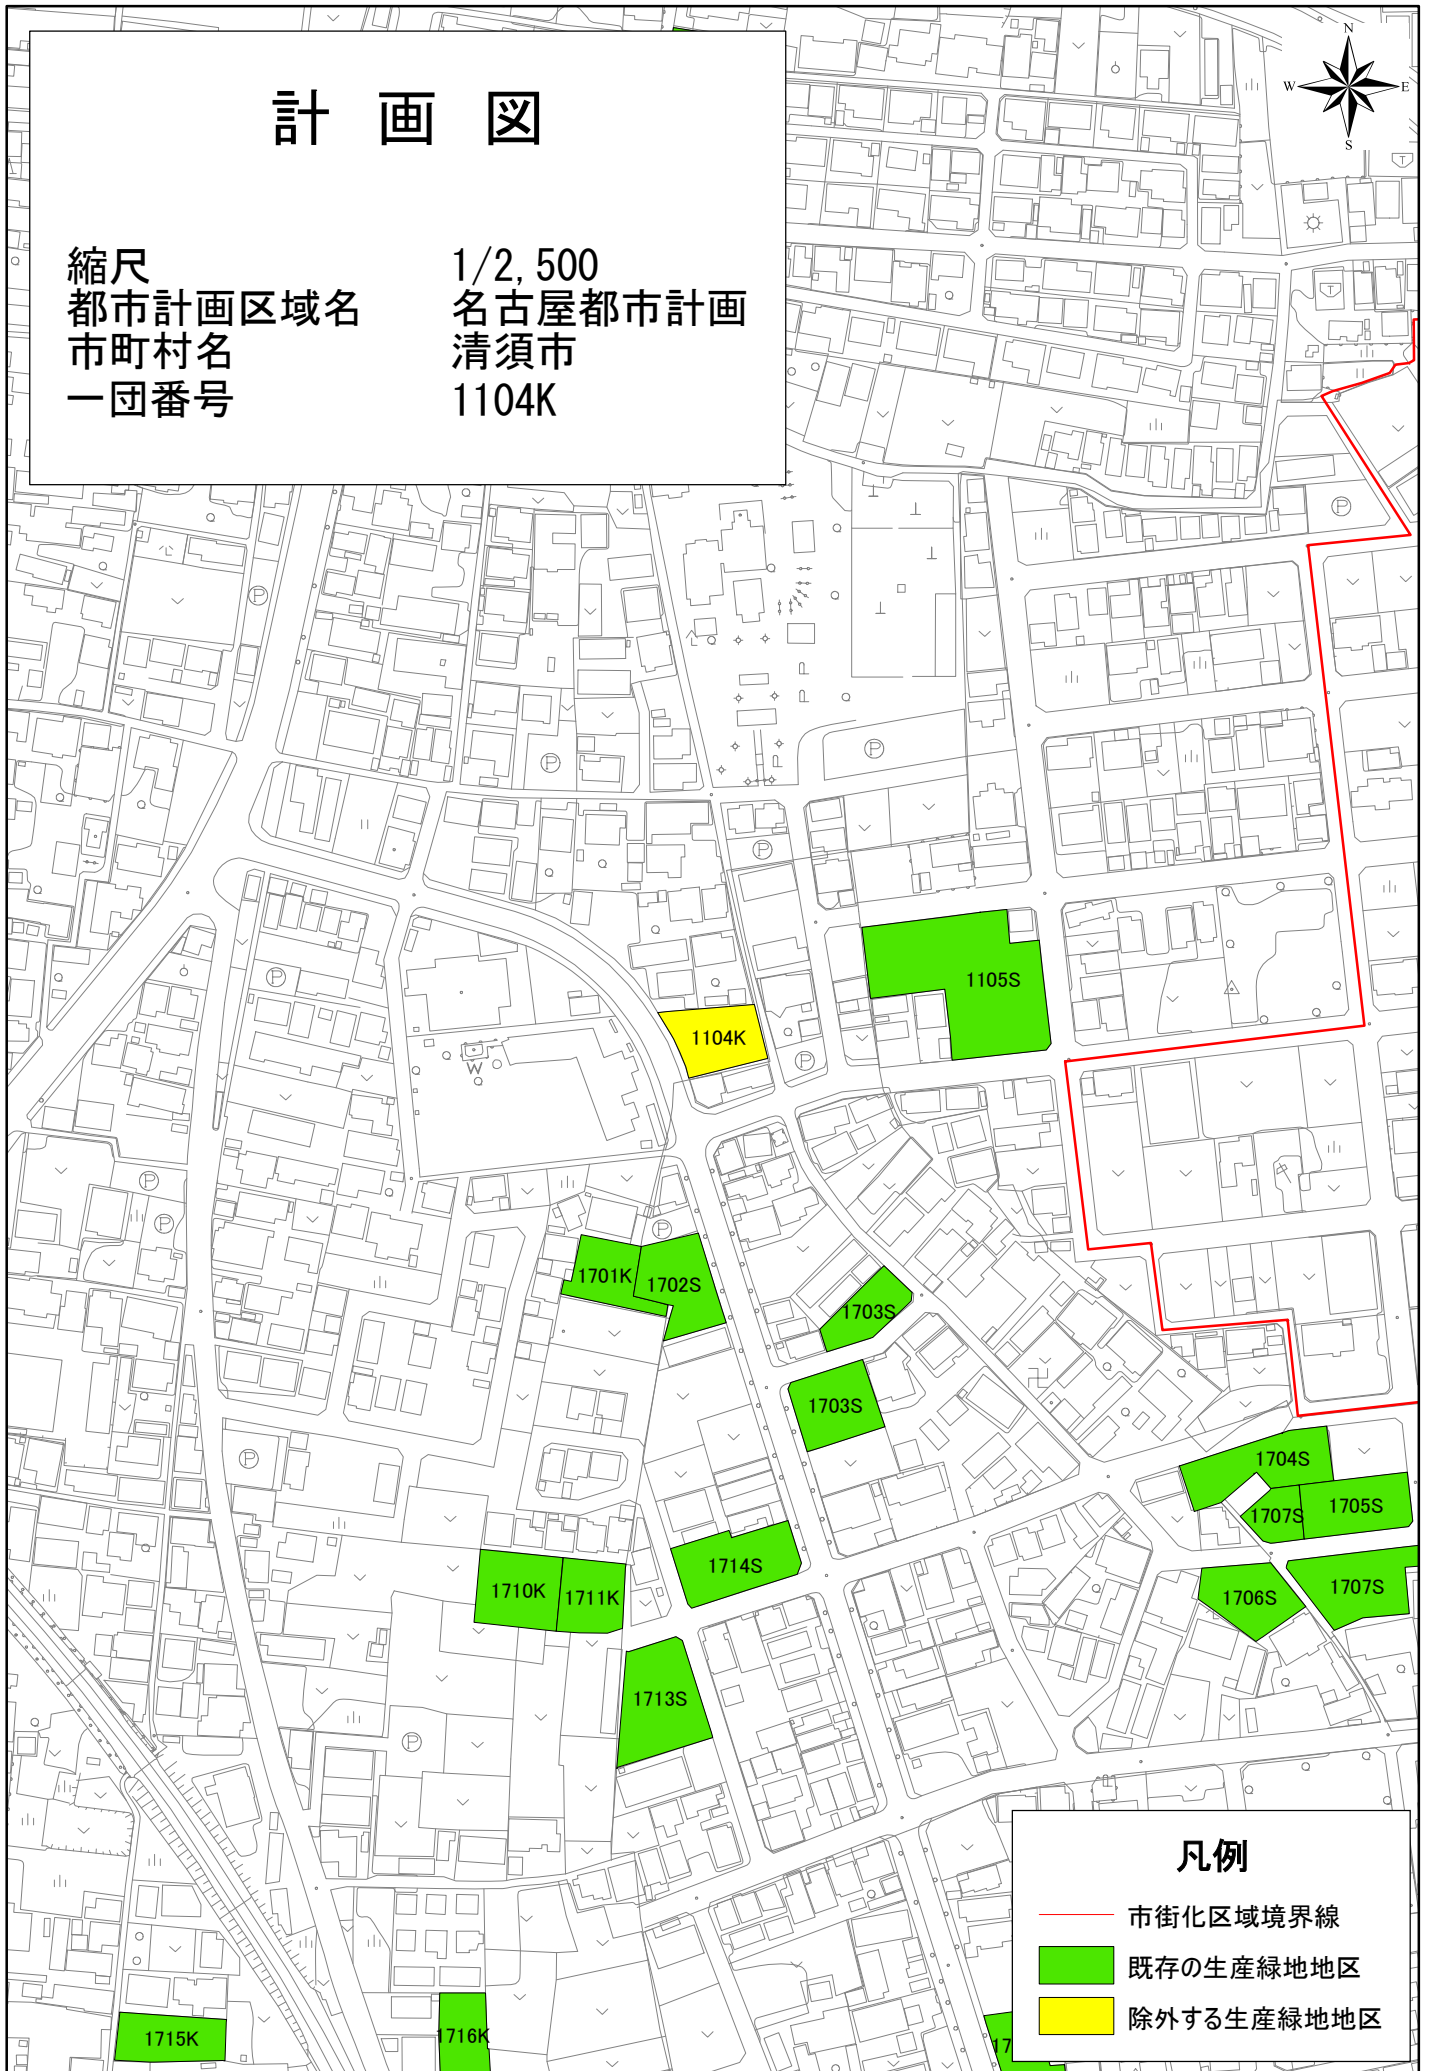 計 画 図
縮尺 1/2,500
都市計画区域名 名古屋都市計画
市町村名 清須市
一団番号 1104K
N
W E
S
1105S
1104K
1701K
1702S
1703S
1703S
1704S
1705S
1707S
1714S
1710K
1711K
1706S
1707S
1713S
1715K
1716K
凡例
市街化区域境界線
既存の生産緑地地区
除外する生産緑地地区